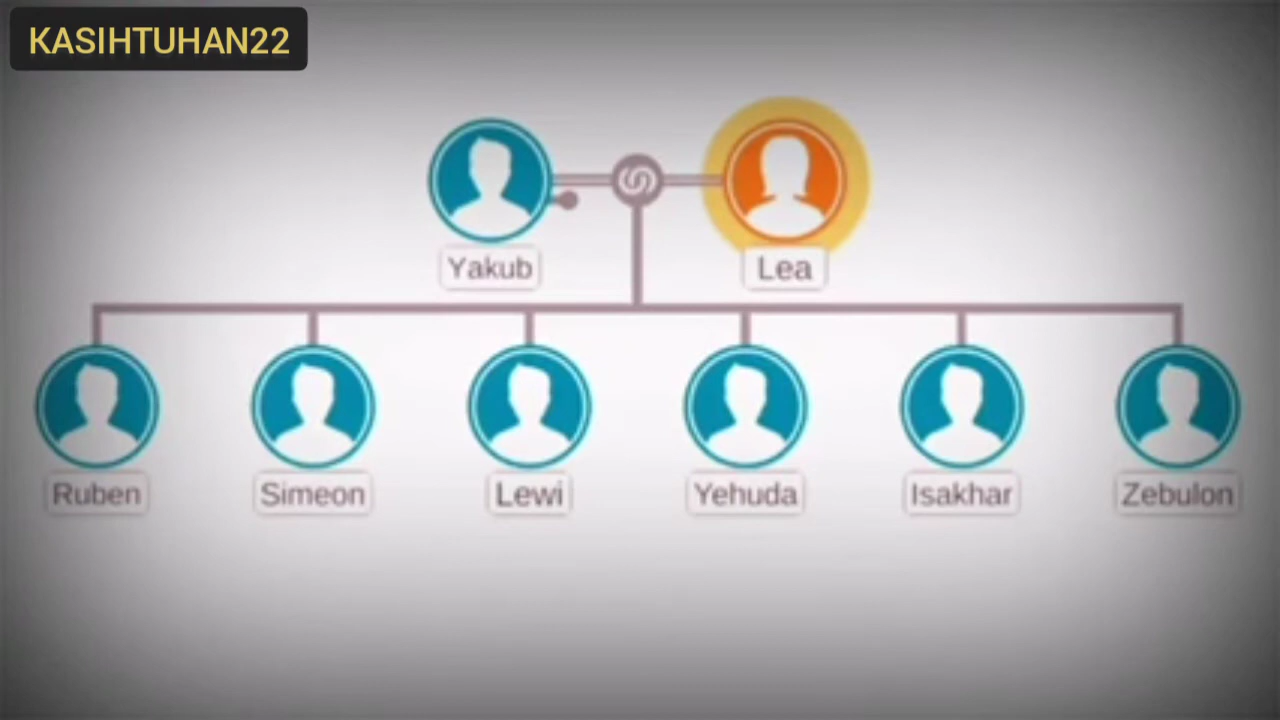 KASIHTUHAN22
Yakub
Lea
Ruben
Simeon
Lewi
Yehuda
Isakhar
Zebulon